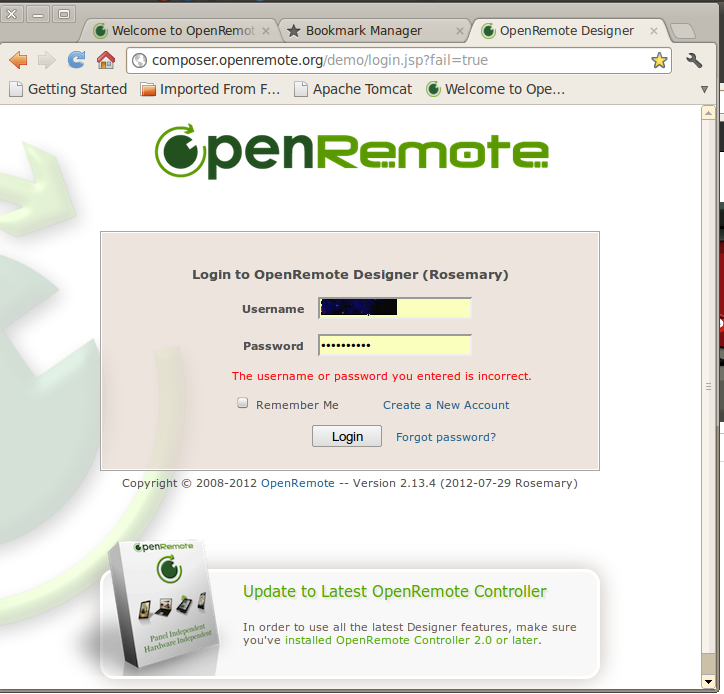 Welcome to OpenRemot
Bookmark Manager
OpenRemote Designer
composer.openremote.org/demo/login.jsp?fail=true
Getting Started
Imported From F...
Apache Tomcat
Welcome to Ope...
OpenRemote
Login to OpenRemote Designer (Rosemary)
Username
Password ••••••••••
The username or password you entered is incorrect.
Remember Me
Create a New Account
Login
Forgot password?
Copyright © 2008-2012 OpenRemote -- Version 2.13.4 (2012-07-29 Rosemary)
OpenRemote
Panel Independent
Hardware Independent
Update to Latest OpenRemote Controller
In order to use all the latest Designer features, make sure
you've installed OpenRemote Controller 2.0 or later.